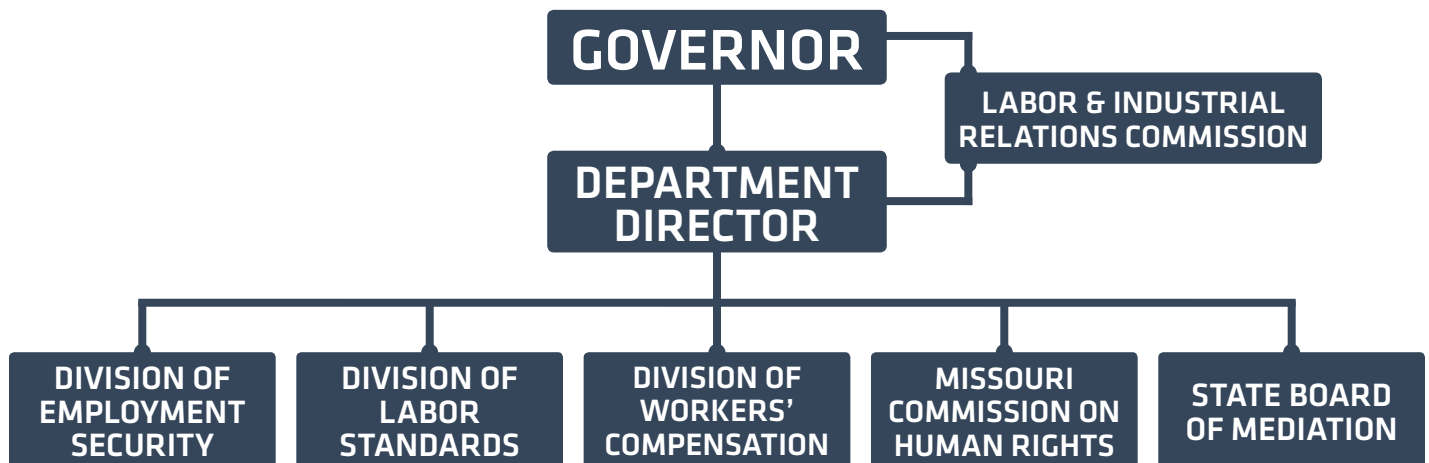 GOVERNOR
LABOR & INDUSTRIAL
RELATIONS COMMISSION
DEPARTMENT
DIRECTOR
DIVISION OF
EMPLOYMENT
SECURITY
DIVISION OF
LABOR
STANDARDS
DIVISION OF
WORKERS’
COMPENSATION
MISSOURI
COMMISSION ON
HUMAN RIGHTS
STATE BOARD
OF MEDIATION